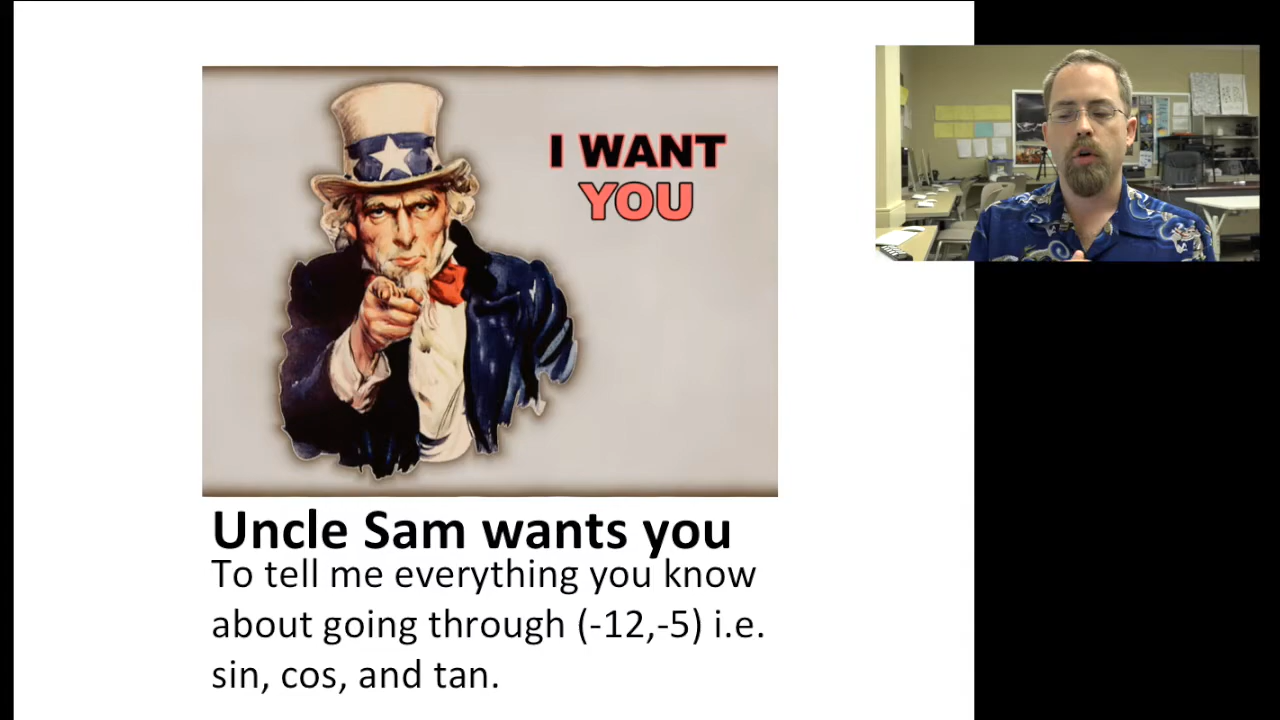 I WANT
YOU
Uncle Sam wants you
To tell me everything you know
about going through (-12,-5) i.e.
sin, cos, and tan.